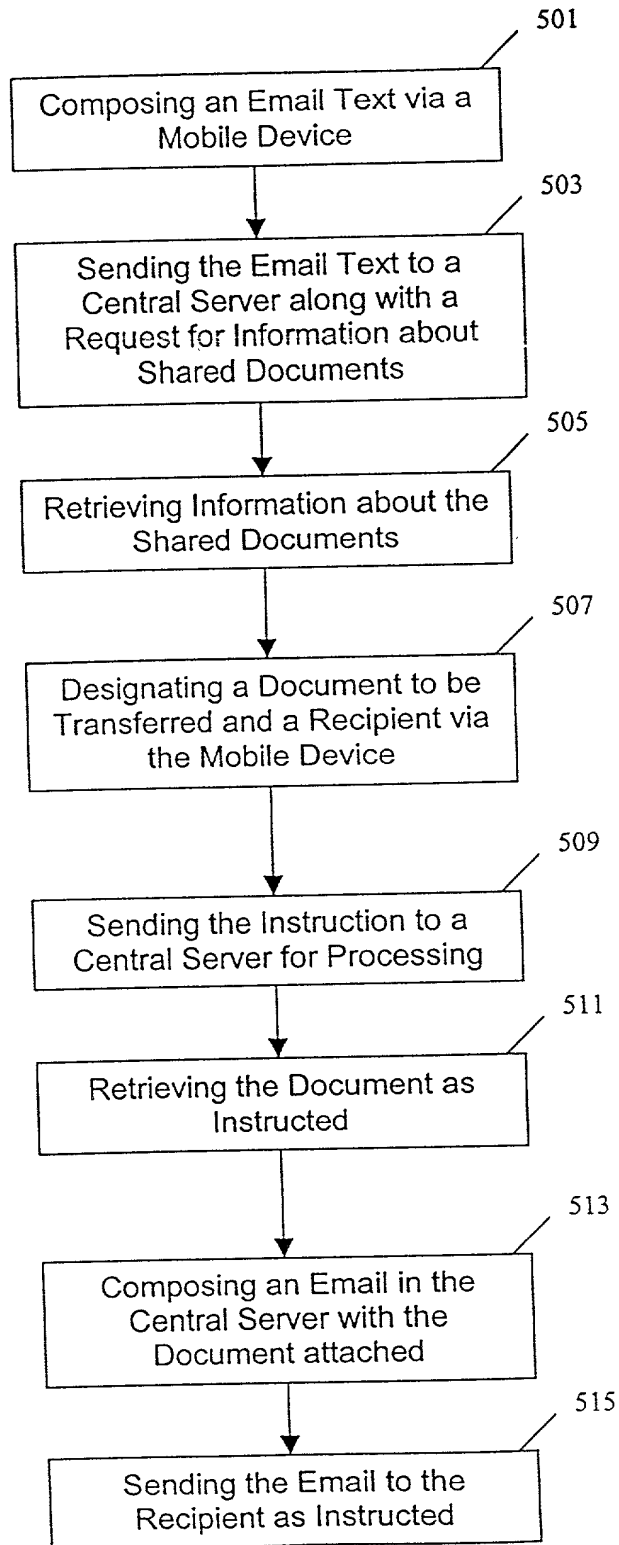 501
Composing an Email Text via a
Mobile Device
503
Sending the Email Text to a
Central Server along with a
Request for Information about
Shared Documents
505
Retrieving Information about the
Shared Documents
507
Designating a Document to be
Transferred and a Recipient via
the Mobile Device
509
Sending the Instruction to a
Central Server for Processing
511
Retrieving the Document as
Instructed
513
Composing an Email in the
Central Server with the
Document attached
515
Sending the Email to the
Recipient as Instructed